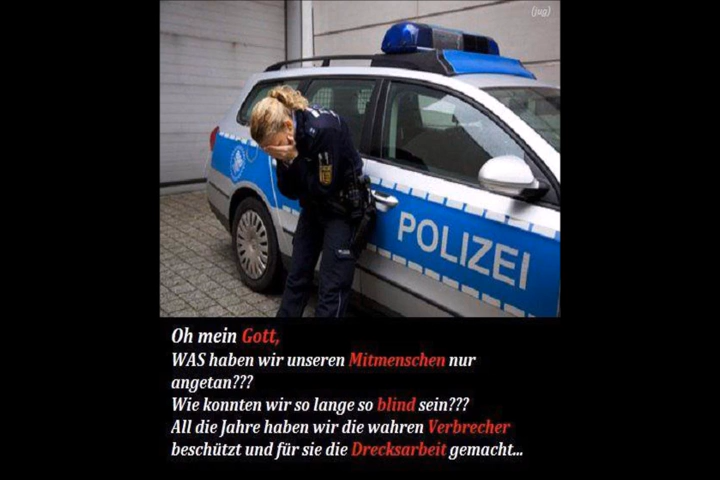 (jug)
POLIZEI
Oh mein Gott,
WAS haben wir unseren Mitmenschen nur
angetan???
Wie konnten wir so lange so blind sein???
All die Jahre haben wir die wahren Verbrecher
beschützt und für sie die Drecksarbeit gemacht...